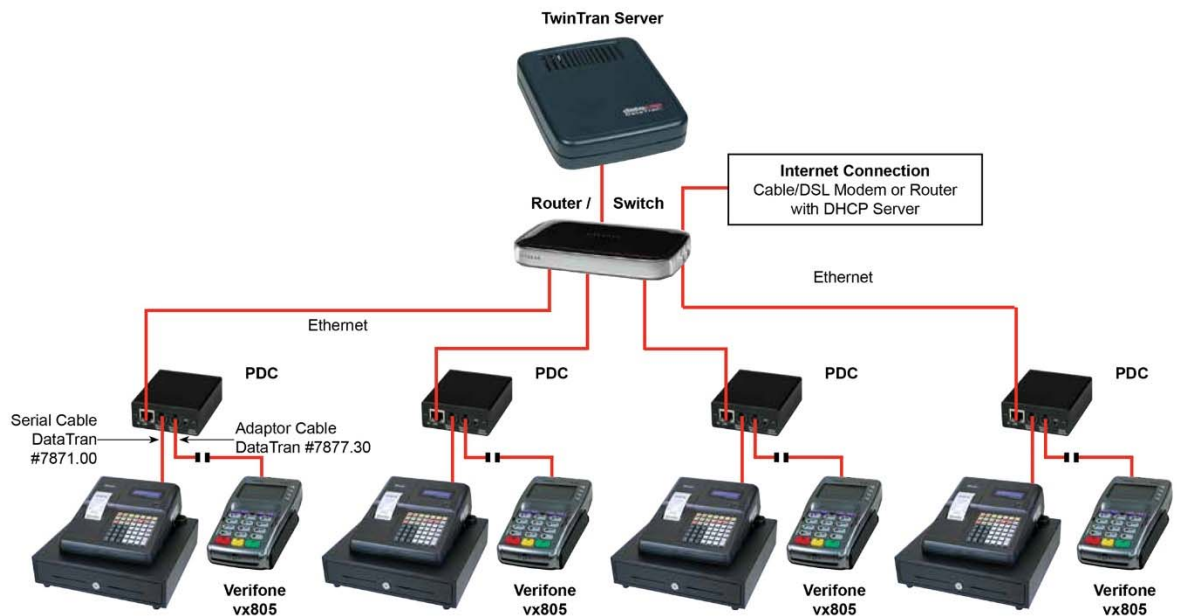 TwinTran Server
DataTran
Internet Connection
Cable/DSL Modem or Router
with DHCP Server
Router / Switch
Ethernet
Ethernet
PDC
PDC
PDC
PDC
Serial Cable
DataTran
#7871.00
Adaptor Cable
DataTran #7877.30
Verifone
vx805
Verifone
vx805
Verifone
vx805
Verifone
vx805